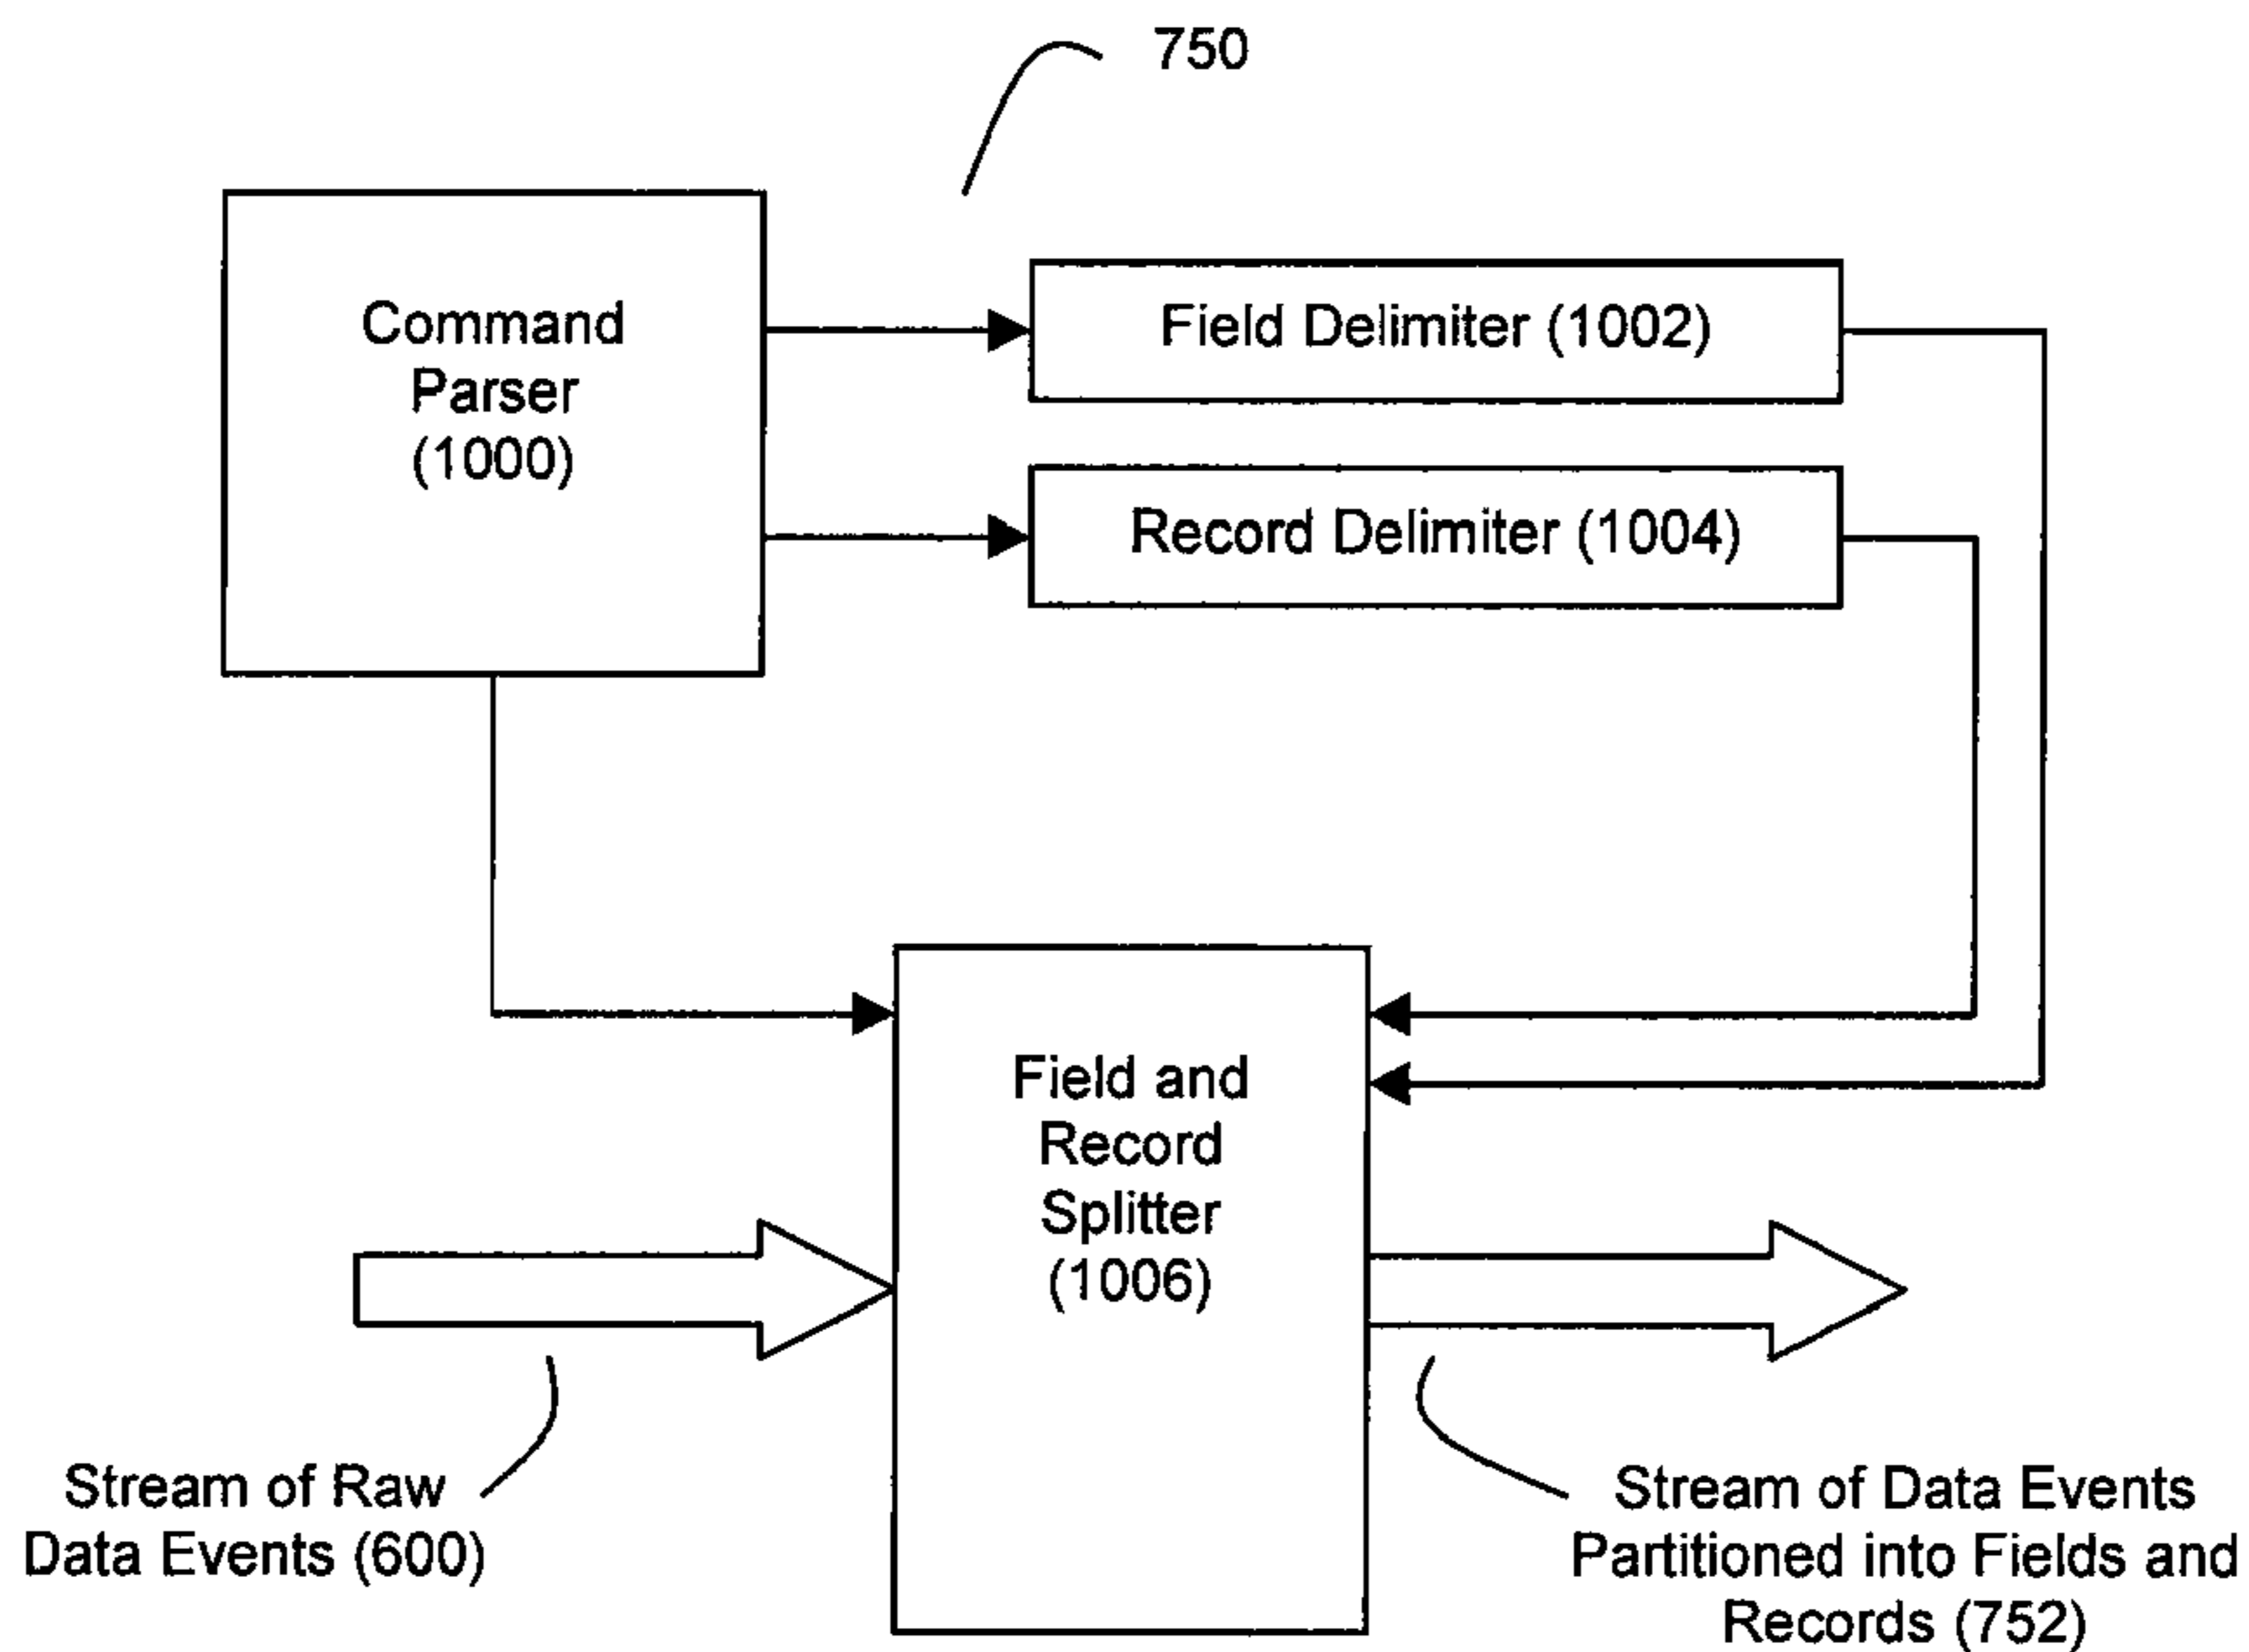 750
Command
Parser
(1000)
Field Delimiter (1002)
Record Delimiter (1004)
Field and
Record
Splitter
(1006)
Stream of Raw
Data Events (600)
Stream of Data Events
Partitioned into Fields and
Records (752)